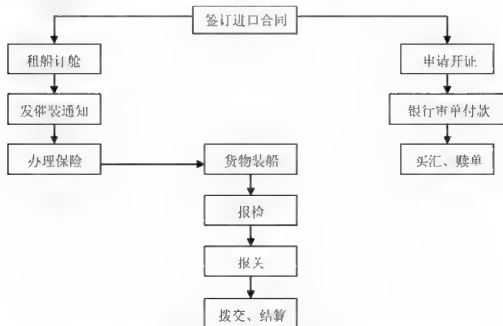 签订进口合同
租船订舱
申请开证
发催装通知
银行审单付款
办理保险
货物装船
买汇、赎单
报检
报关
拨交、结算